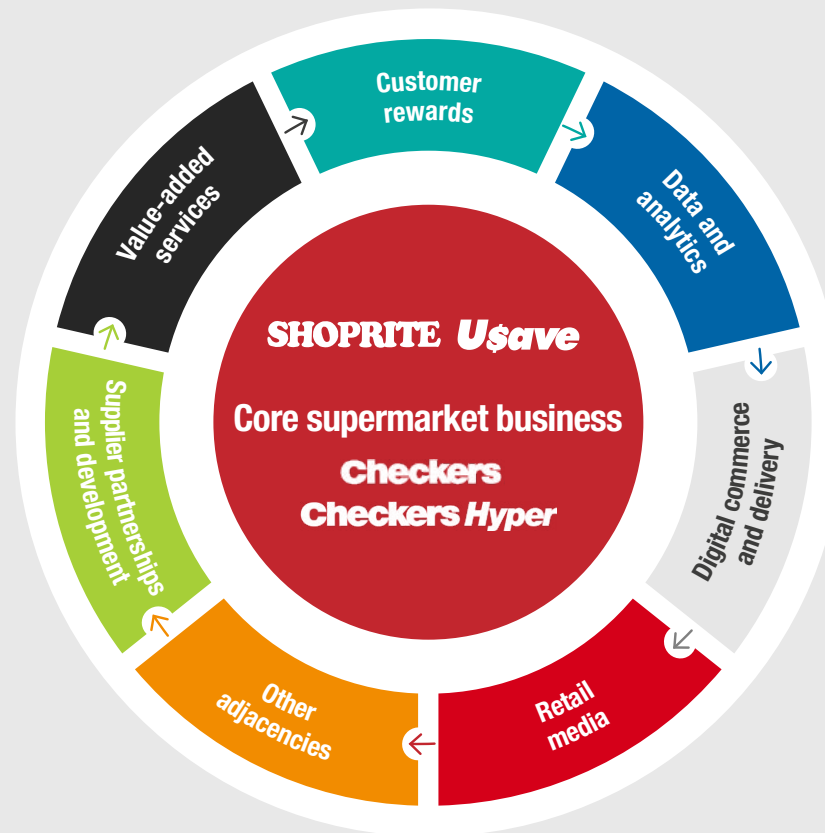 Customer
rewards
Data and
analytics
Digital commerce
and delivery
Retail
media
Other
adjacencies
Supplier partnerships
and development
Value-added
services
SHOPRITE U$ave
Core supermarket business
Checkers
Checkers Hyper